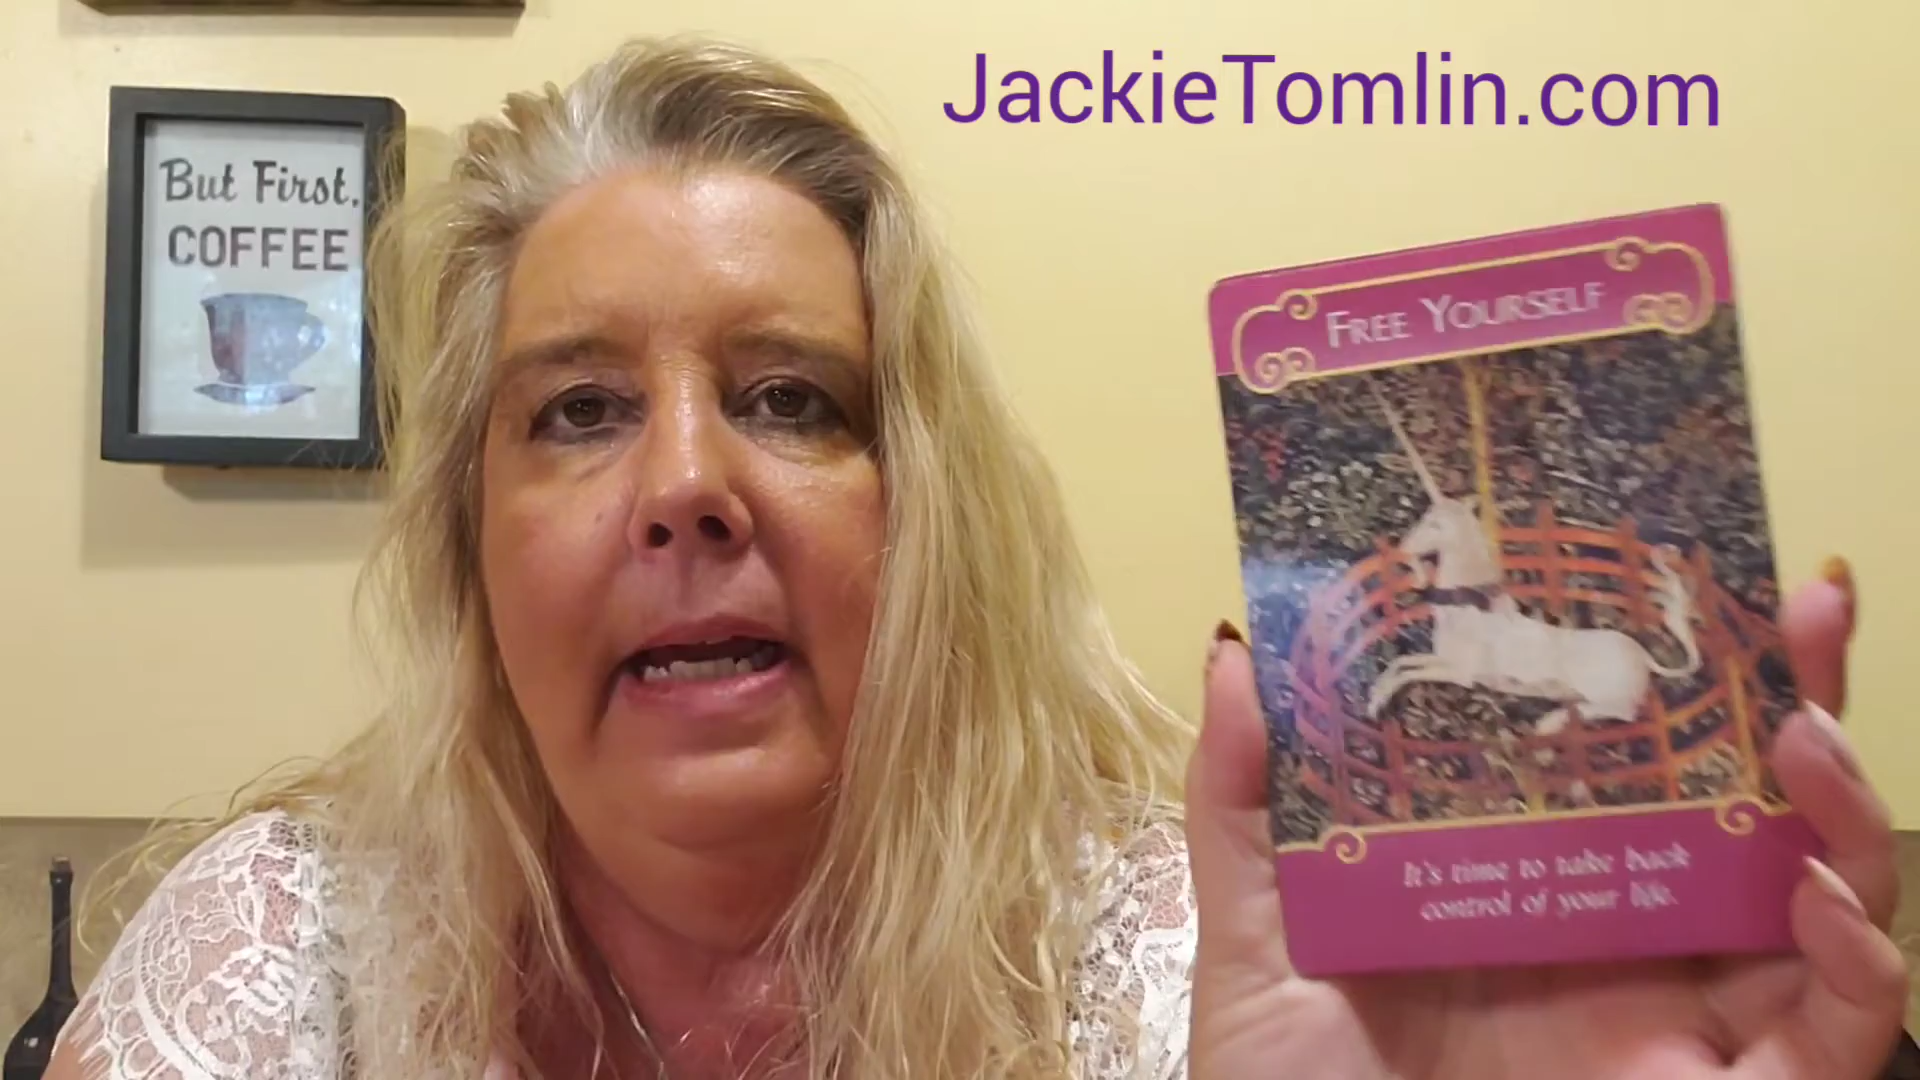 JackieTomlin.com
But First,
COFFEE
FREE YOURSELF
It's time to take back
control of your life.